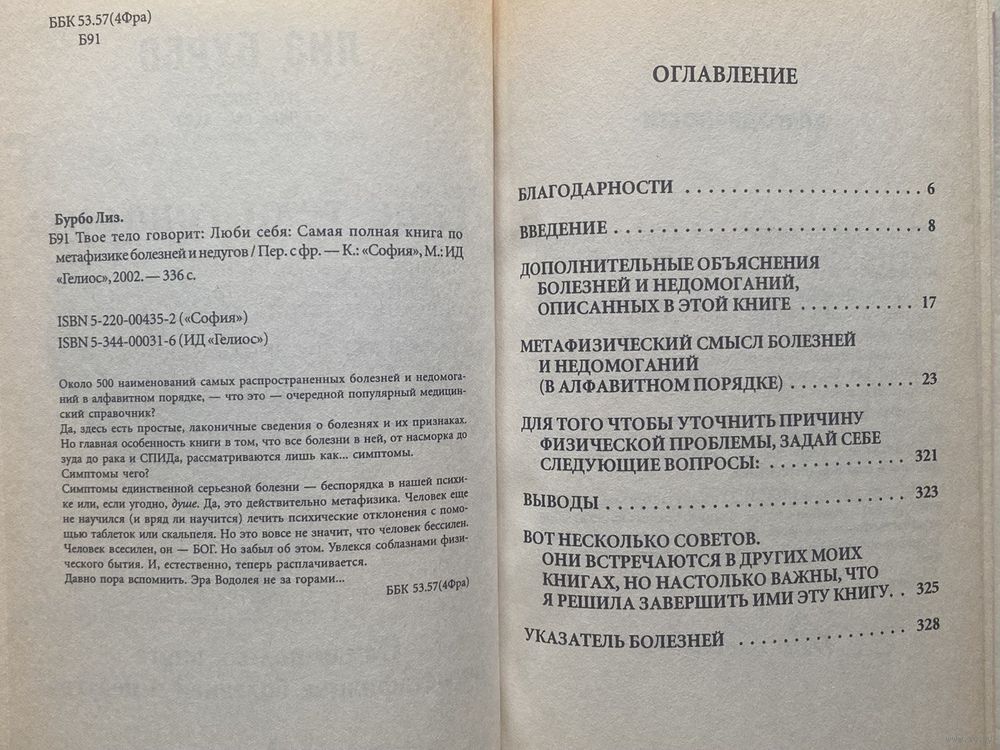 ББК 53.57(4Фра)
Б91
Бурбо Лиз.
Б91 Твое тело говорит: Люби себя: Самая полная книга по
метафизике болезней и недугов / Пер. с фр. — К.: «София», М.: ИД
«Гелиос», 2002. — 336 с.
ISBN 5-220-00435-2 («София»)
ISBN 5-344-00031-6 (ИД «Гелиос»)
Около 500 наименований самых распространенных болезней и недомога-
ний в алфавитном порядке, — что это — очередной популярный медицин-
ский справочник?
Да, здесь есть простые, лаконичные сведения о болезнях и их признаках.
Но главная особенность книги в том, что все болезни в ней, от насморка до
зуда до рака и СПИДа, рассматриваются лишь как... симптомы.
Симптомы чего?
Симптомы единственной серьезной болезни — беспорядка в нашей психи-
ке или, если угодно, душе. Да, это действительно метафизика. Человек еще
не научился (и вряд ли научится) лечить психические отклонения с помо-
щью таблеток или скальпеля. Но это вовсе не значит, что человек бессилен.
Человек всесилен, он — БОГ. Но забыл об этом. Увлекся соблазнами физи-
ческого бытия. И, естественно, теперь расплачивается.
Давно пора вспомнить. Эра Водолея не за горами...
ББК 53.57(4Фра)
ОГЛАВЛЕНИЕ
БЛАГОДАРНОСТИ . . . . . . . . . . . . . . . . . . . . . . 6
ВВЕДЕНИЕ . . . . . . . . . . . . . . . . . . . . . . . . . . . 8
ДОПОЛНИТЕЛЬНЫЕ ОБЪЯСНЕНИЯ
БОЛЕЗНЕЙ И НЕДОМОГАНИЙ,
ОПИСАННЫХ В ЭТОЙ КНИГЕ . . . . . . . . . . . 17
МЕТАФИЗИЧЕСКИЙ СМЫСЛ БОЛЕЗНЕЙ
И НЕДОМОГАНИЙ
(В АЛФАВИТНОМ ПОРЯДКЕ) . . . . . . . . . . . 23
ДЛЯ ТОГО ЧТОБЫ УТОЧНИТЬ ПРИЧИНУ
ФИЗИЧЕСКОЙ ПРОБЛЕМЫ, ЗАДАЙ СЕБЕ
СЛЕДУЮЩИЕ ВОПРОСЫ: . . . . . . . . . . . . . 321
ВЫВОДЫ . . . . . . . . . . . . . . . . . . . . . . . . . . 323
ВОТ НЕСКОЛЬКО СОВЕТОВ.
ОНИ ВСТРЕЧАЮТСЯ В ДРУГИХ МОИХ
КНИГАХ, НО НАСТОЛЬКО ВАЖНЫ, ЧТО
Я РЕШИЛА ЗАВЕРШИТЬ ИМИ ЭТУ КНИГУ. . 325
УКАЗАТЕЛЬ БОЛЕЗНЕЙ . . . . . . . . . . . . . . . 328